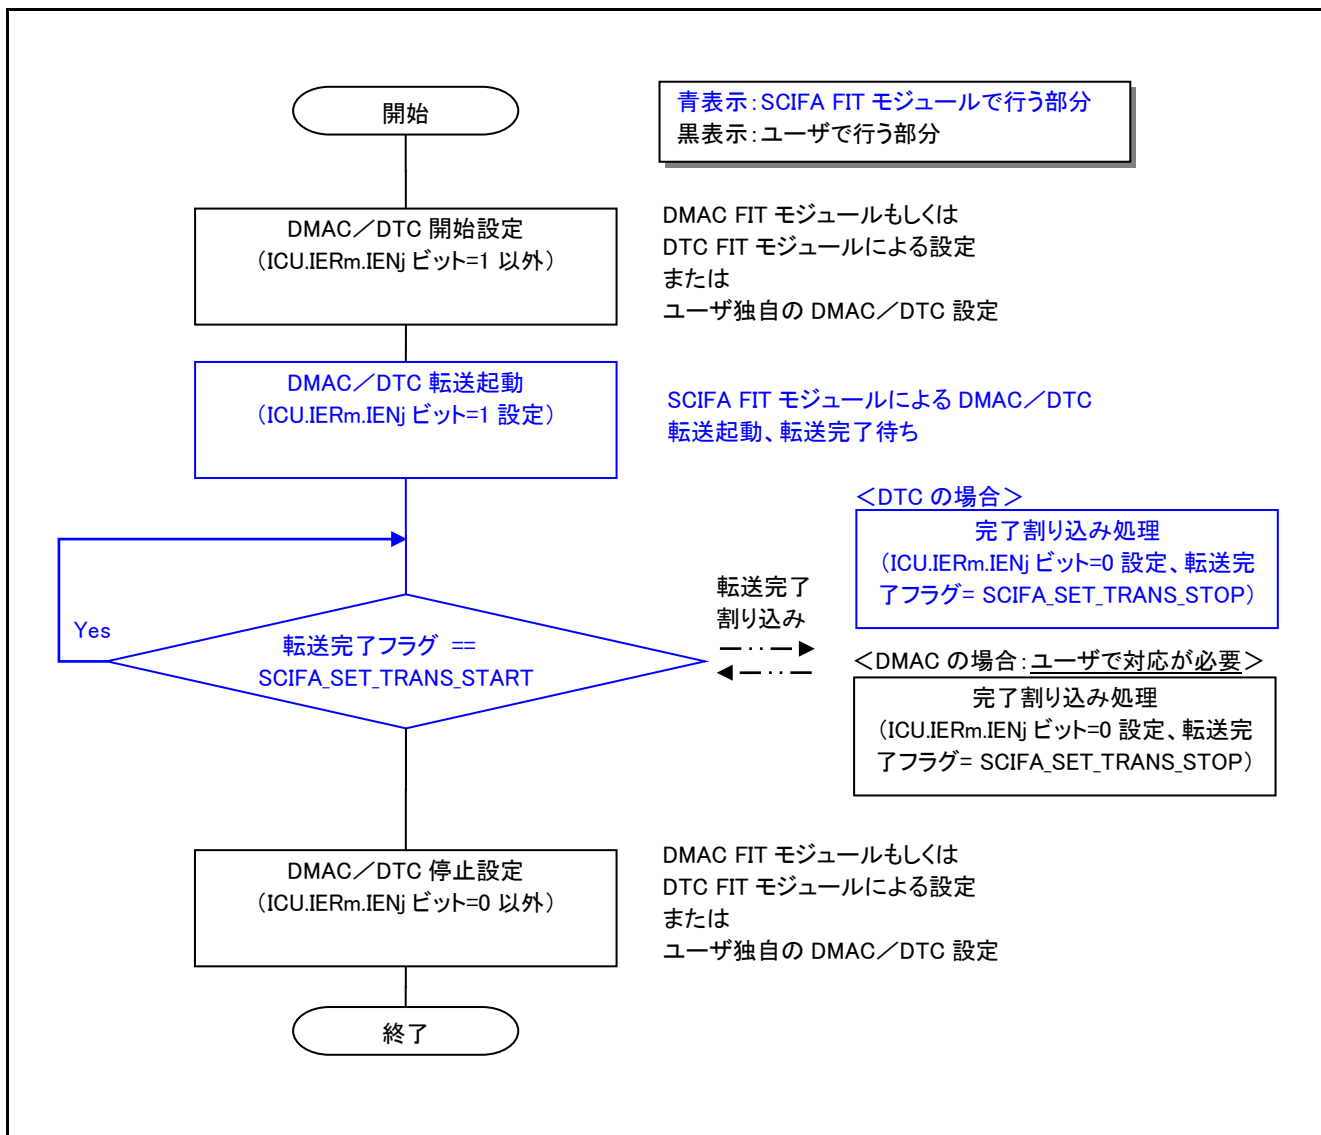 開始
青表示：SCIFA FIT モジュールで行う部分
黒表示：ユーザで行う部分
DMAC／DTC 開始設定
（ICU.IERm.IENj ビット=1 以外）
DMAC FIT モジュールもしくは
DTC FIT モジュールによる設定
または
ユーザ独自の DMAC／DTC 設定
DMAC／DTC 転送起動
（ICU.IERm.IENj ビット=1 設定）
SCIFA FIT モジュールによる DMAC／DTC
転送起動、転送完了待ち
＜DTC の場合＞
完了割り込み処理
（ICU.IERm.IENj ビット=0 設定、転送完
了フラグ= SCIFA_SET_TRANS_STOP）
転送完了
割り込み
Yes
転送完了フラグ ==
SCIFA_SET_TRANS_START
＜DMAC の場合：ユーザで対応が必要＞
完了割り込み処理
（ICU.IERm.IENj ビット=0 設定、転送完
了フラグ= SCIFA_SET_TRANS_STOP）
DMAC／DTC 停止設定
（ICU.IERm.IENj ビット=0 以外）
DMAC FIT モジュールもしくは
DTC FIT モジュールによる設定
または
ユーザ独自の DMAC／DTC 設定
終了